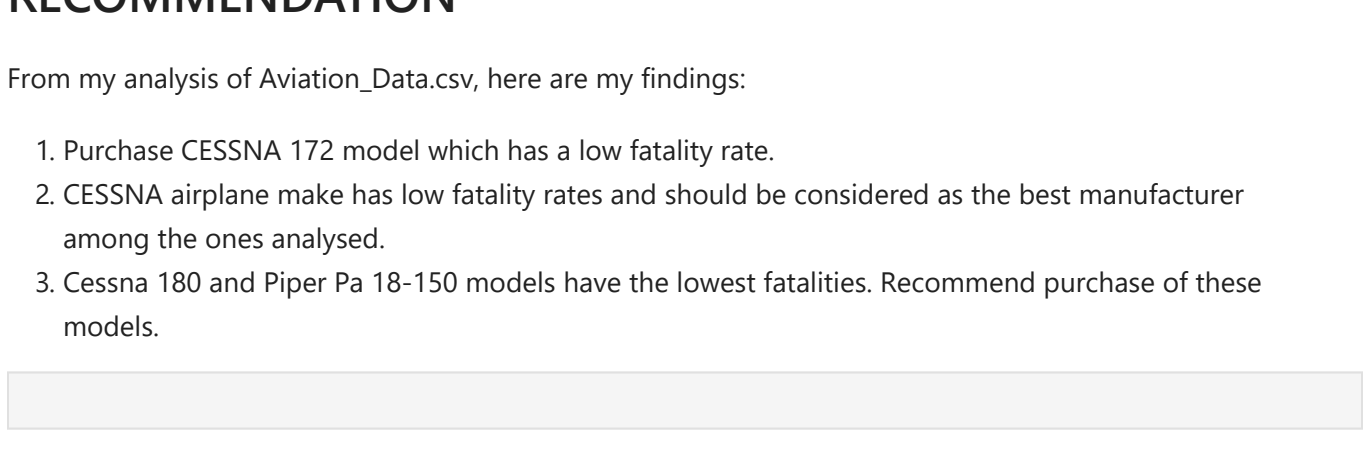 RECOMMENDATION
From my analysis of Aviation_Data.csv, here are my findings:
1. Purchase CESSNA 172 model which has a low fatality rate.
2. CESSNA airplane make has low fatality rates and should be considered as the best manufacturer
among the ones analysed.
3. Cessna 180 and Piper Pa 18-150 models have the lowest fatalities. Recommend purchase of these
models.